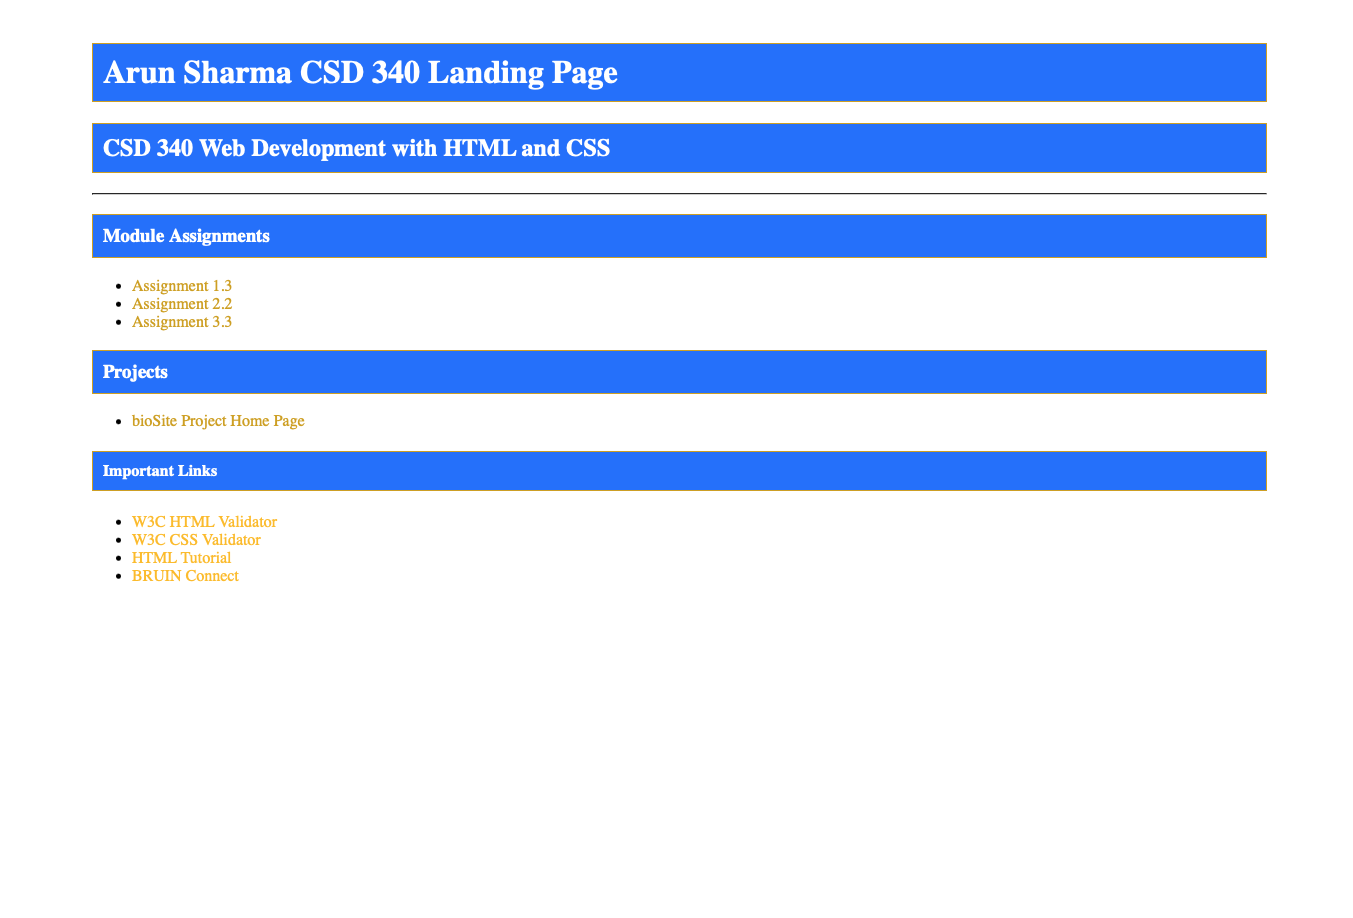 Arun Sharma CSD 340 Landing Page
CSD 340 Web Development with HTML and CSS
Module Assignments
Assignment 1.3
Assignment 2.2
Assignment 3.3
Projects
bioSite Project Home Page
Important Links
W3C HTML Validator
W3C CSS Validator
HTML Tutorial
BRUIN Connect